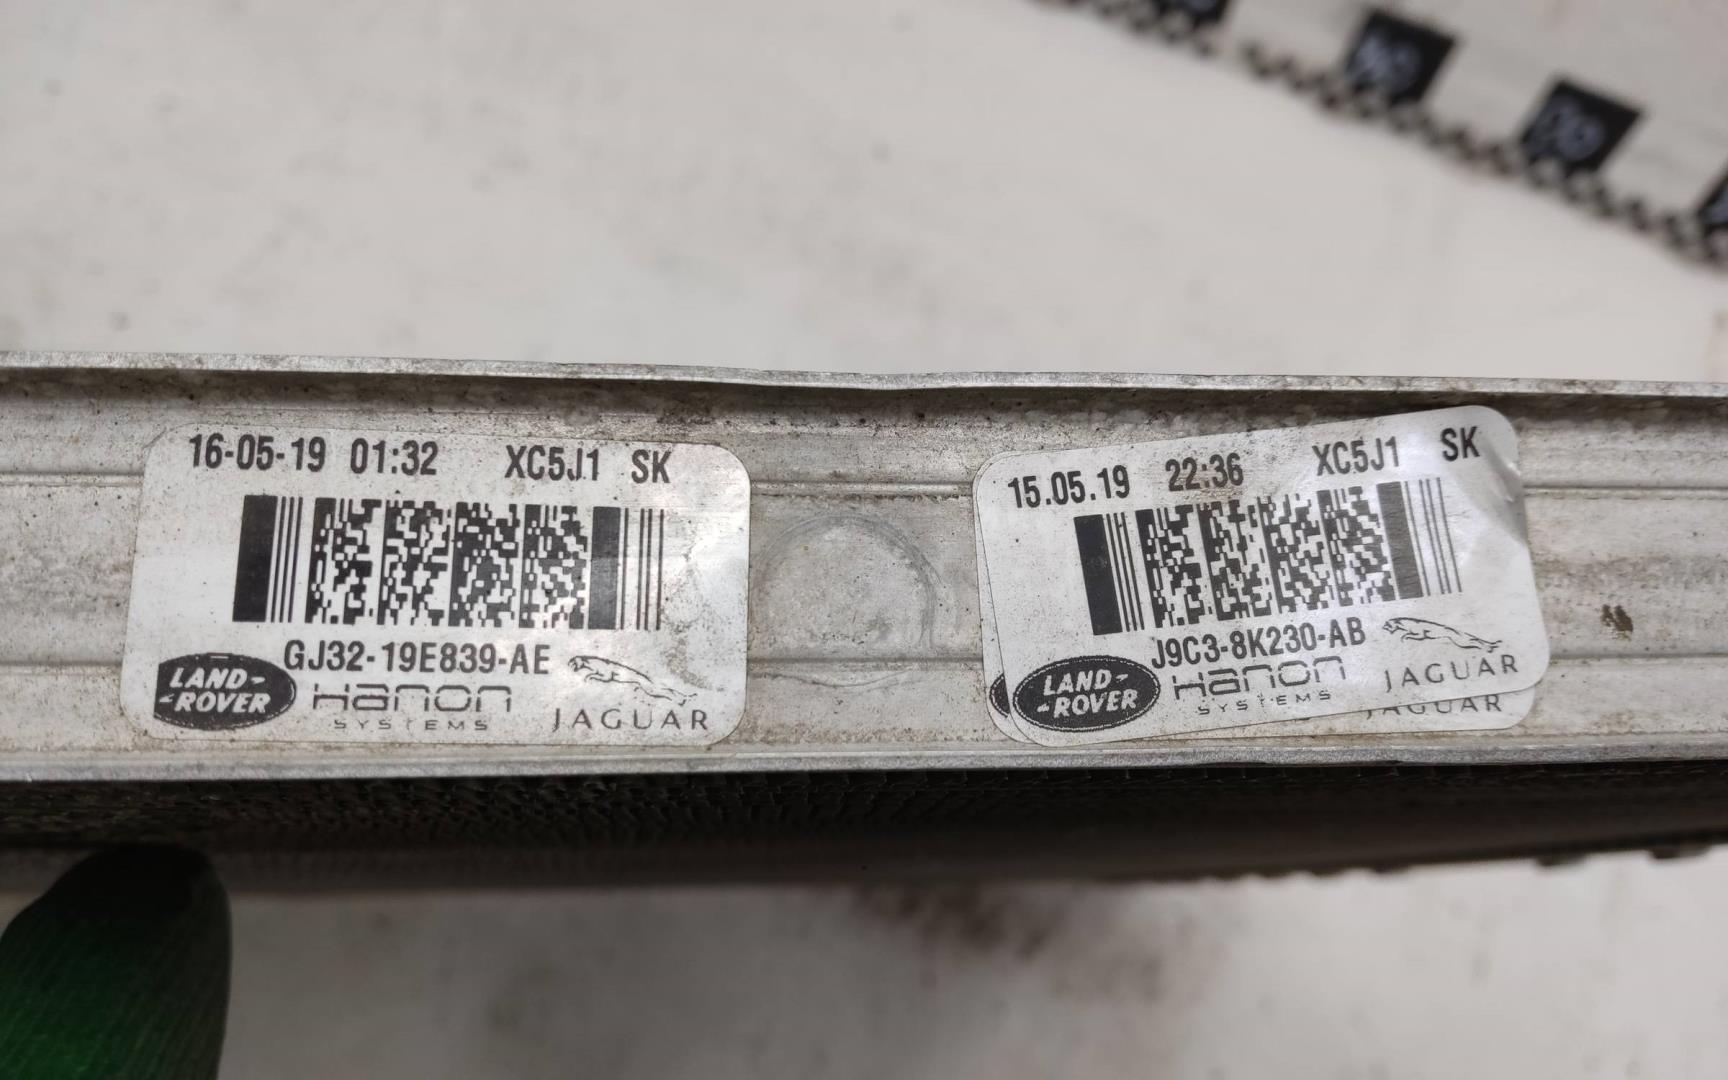 16-05-19 01:32 XC5J1 SK
GJ32-19E839-AE
LAND-
-ROVER
Hanon
SYSTEMS
JAGUAR
15.05.19 22:36 XC5J1 SK
J9C3-8K230-AB
LAND-
-ROVER
Hanon
SYSTEMS
JAGUAR
JAGUAR